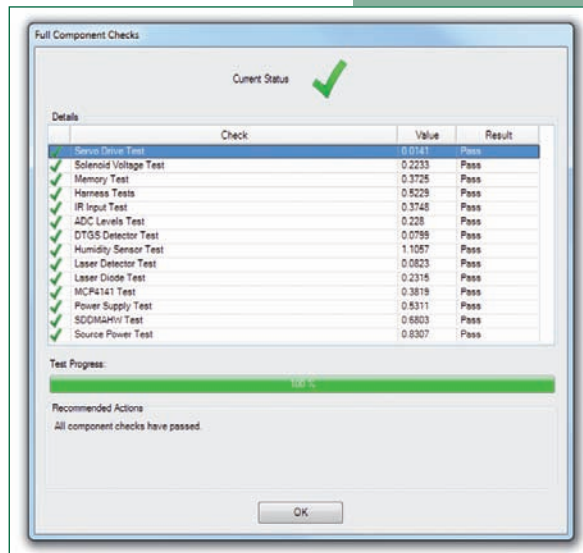 Full Component Checks
Current Status
Details
Check Value Result
Servo Drive Test 0.0141 Pass
Solenoid Voltage Test 0.2233 Pass
Memory Test 0.3725 Pass
Harness Tests 0.5229 Pass
IR Input Test 0.3748 Pass
ADC Levels Test 0.228 Pass
DTGS Detector Test 0.0799 Pass
Humidity Sensor Test 1.1057 Pass
Laser Detector Test 0.0823 Pass
Laser Diode Test 0.2315 Pass
MCP4141 Test 0.3819 Pass
Power Supply Test 0.5311 Pass
SDDMAHW Test 0.6803 Pass
Source Power Test 0.8307 Pass
Test Progress:
100 %
Recommended Actions
All component checks have passed.
OK